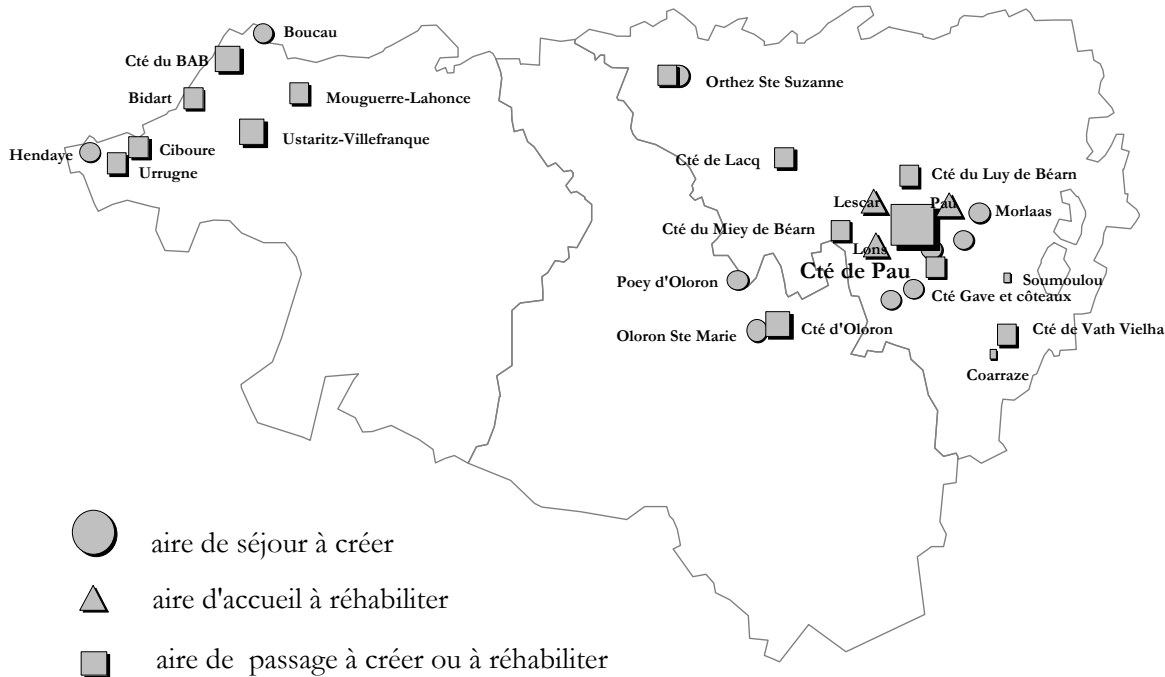 Boucau
Cté du BAB
Bidart
Mouguerre-Lahonce
Ustaritz-Villefranque
Hendaye
Ciboure
Urrugne
Orthez Ste Suzanne
Cté de Lacq
Cté du Luy de Béarn
Lescar
Pau
Morlaas
Cté du Miey de Béarn
Lons
Cté de Pau
Poey d'Oloron
Soumoulou
Cté Gave et côteaux
Oloron Ste Marie
Cté d'Oloron
Cté de Vath Vielha
Coarraze
aire de séjour à créer
aire d'accueil à réhabiliter
aire de passage à créer ou à réhabiliter